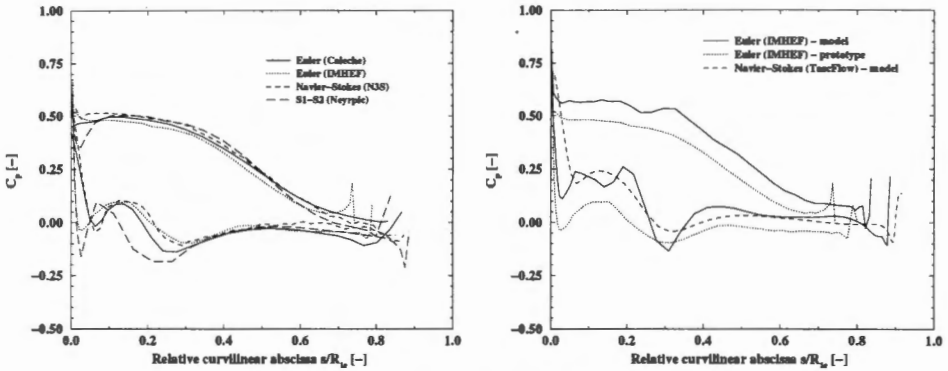 1.00
0.75
0.50
0.25
0.00
−0.25
−0.50
C_p [−]
Euler (Caleche)
Euler (IMHEF)
Navier−Stokes (N3S)
S1−S2 (Neyrpic)
0.0 0.2 0.4 0.6 0.8 1.0
Relative curvilinear abscissa s/R_le [−]
1.00
0.75
0.50
0.25
0.00
−0.25
−0.50
C_p [−]
Euler (IMHEF) − model
Euler (IMHEF) − prototype
Navier−Stokes (TascFlow) − model
0.0 0.2 0.4 0.6 0.8 1.0
Relative curvilinear abscissa s/R_le [−]